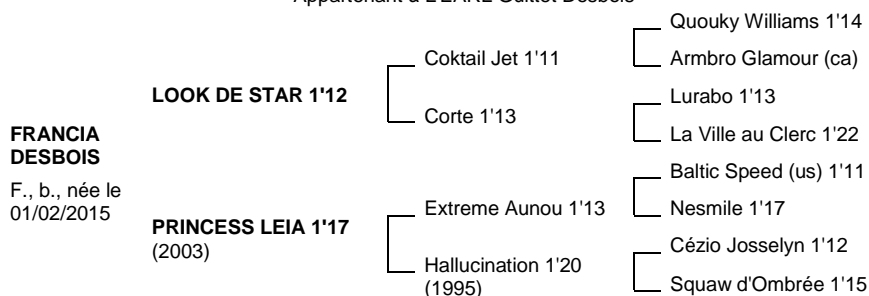 Appartenant à L'EARL Guittet Desbois
Quouky Williams 1'14
Coktail Jet 1'11
Armbro Glamour (ca)
LOOK DE STAR 1'12
Lurabo 1'13
Corte 1'13
La Ville au Clerc 1'22
FRANCIA
DESBOIS
F., b., née le
01/02/2015
Baltic Speed (us) 1'11
Extreme Aunou 1'13
Nesmile 1'17
PRINCESS LEIA 1'17
(2003)
Cézio Josselyn 1'12
Hallucination 1'20
(1995)
Squaw d'Ombrée 1'15